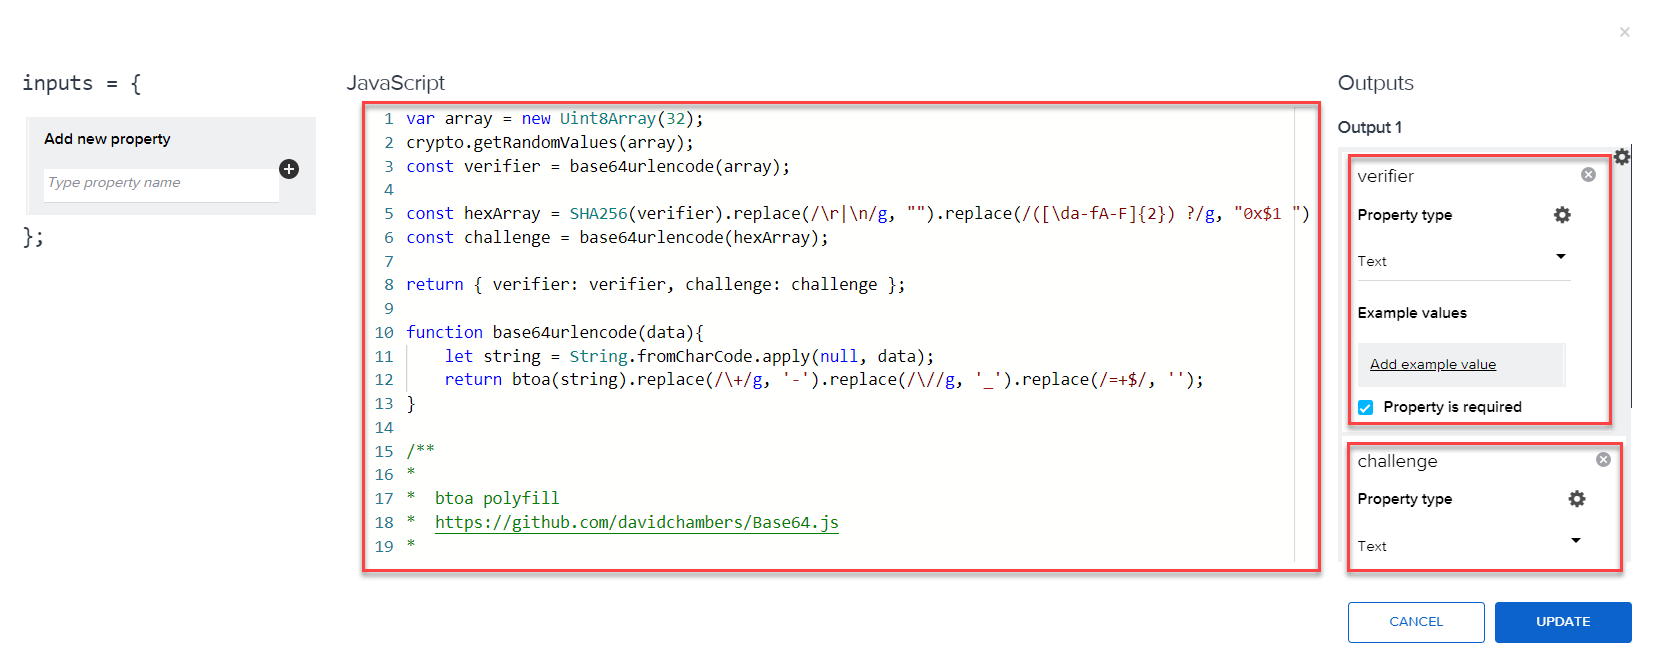 inputs = {
Add new property
Type property name
};
JavaScript
1 var array = new Uint8Array(32);
2 crypto.getRandomValues(array);
3 const verifier = base64urlencode(array);
4
5 const hexArray = SHA256(verifier).replace(/\r|\n/g, "").replace(/([\da-fA-F]{2}) ?/g, "0x$1 ")
6 const challenge = base64urlencode(hexArray);
7
8 return { verifier: verifier, challenge: challenge };
9
10 function base64urlencode(data){
11 let string = String.fromCharCode.apply(null, data);
12 return btoa(string).replace(/\+/g, '-').replace(/\//g, '_').replace(/=+$/, '');
13 }
14
15 /**
16 *
17 * btoa polyfill
18 * https://github.com/davidchambers/Base64.js
19 *
Outputs
Output 1
verifier
Property type
Text
Example values
Add example value
Property is required
challenge
Property type
Text
CANCEL
UPDATE